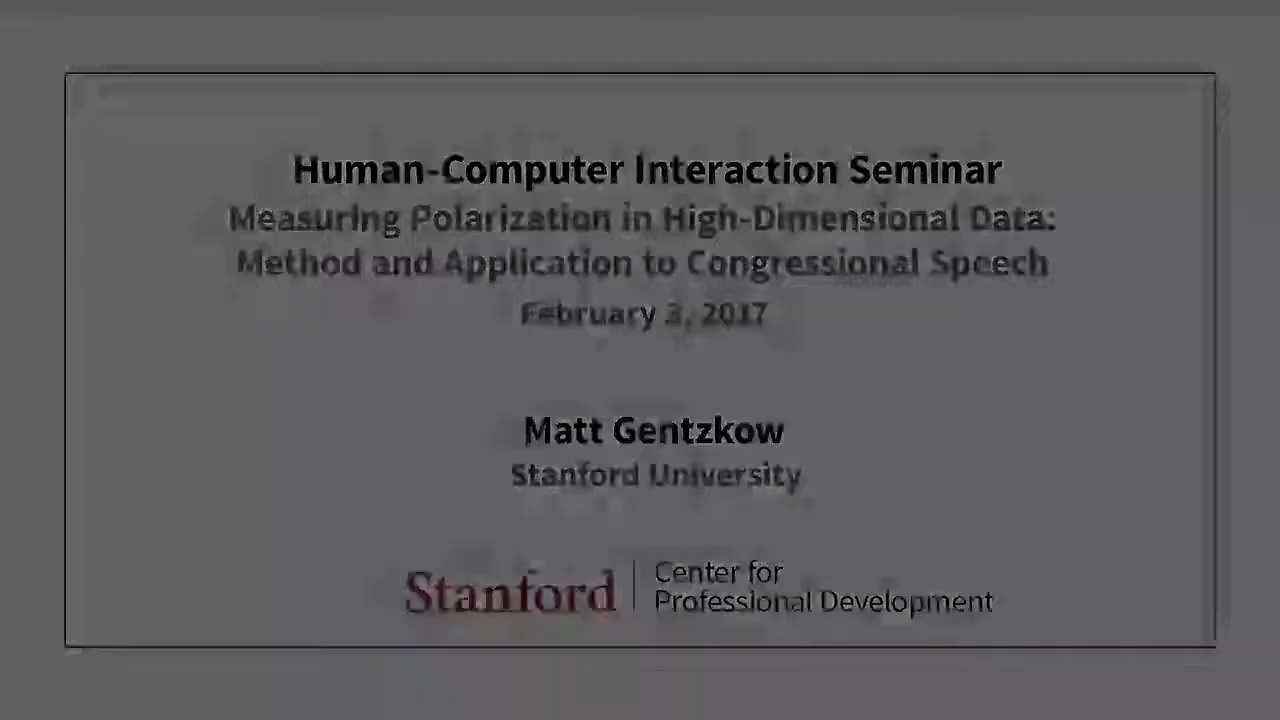 Human-Computer Interaction Seminar
Measuring Polarization in High-Dimensional Data:
Method and Application to Congressional Speech
February 3, 2017
Matt Gentzkow
Stanford University
Stanford
Center for
Professional Development